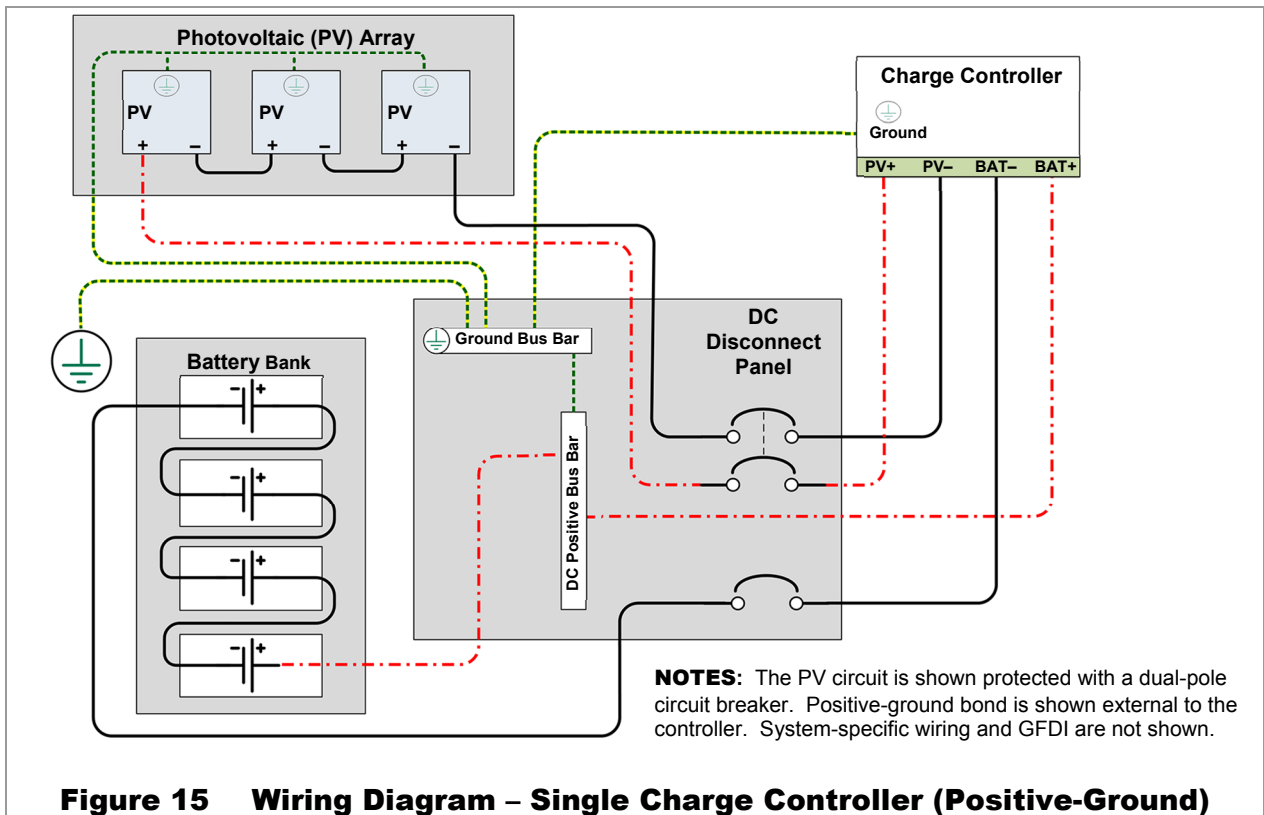 Photovoltaic (PV) Array
PV
PV
PV
+ –
+ –
+ –
Charge Controller
Ground
PV+ PV– BAT– BAT+
Ground Bus Bar
DC
Disconnect
Panel
Battery Bank
- +
- +
- +
- +
DC Positive Bus Bar
NOTES: The PV circuit is shown protected with a dual-pole
circuit breaker. Positive-ground bond is shown external to the
controller. System-specific wiring and GFDI are not shown.
Figure 15 Wiring Diagram – Single Charge Controller (Positive-Ground)